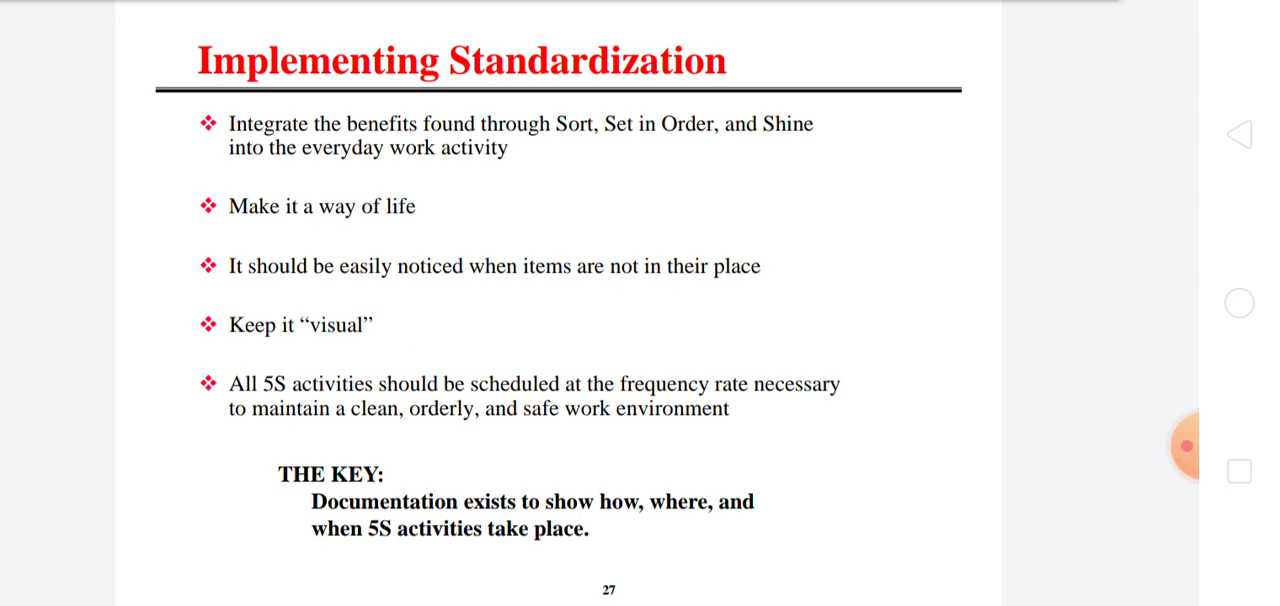 Implementing Standardization
Integrate the benefits found through Sort, Set in Order, and Shine
into the everyday work activity
Make it a way of life
It should be easily noticed when items are not in their place
Keep it “visual”
All 5S activities should be scheduled at the frequency rate necessary
to maintain a clean, orderly, and safe work environment
THE KEY:
Documentation exists to show how, where, and
when 5S activities take place.
27